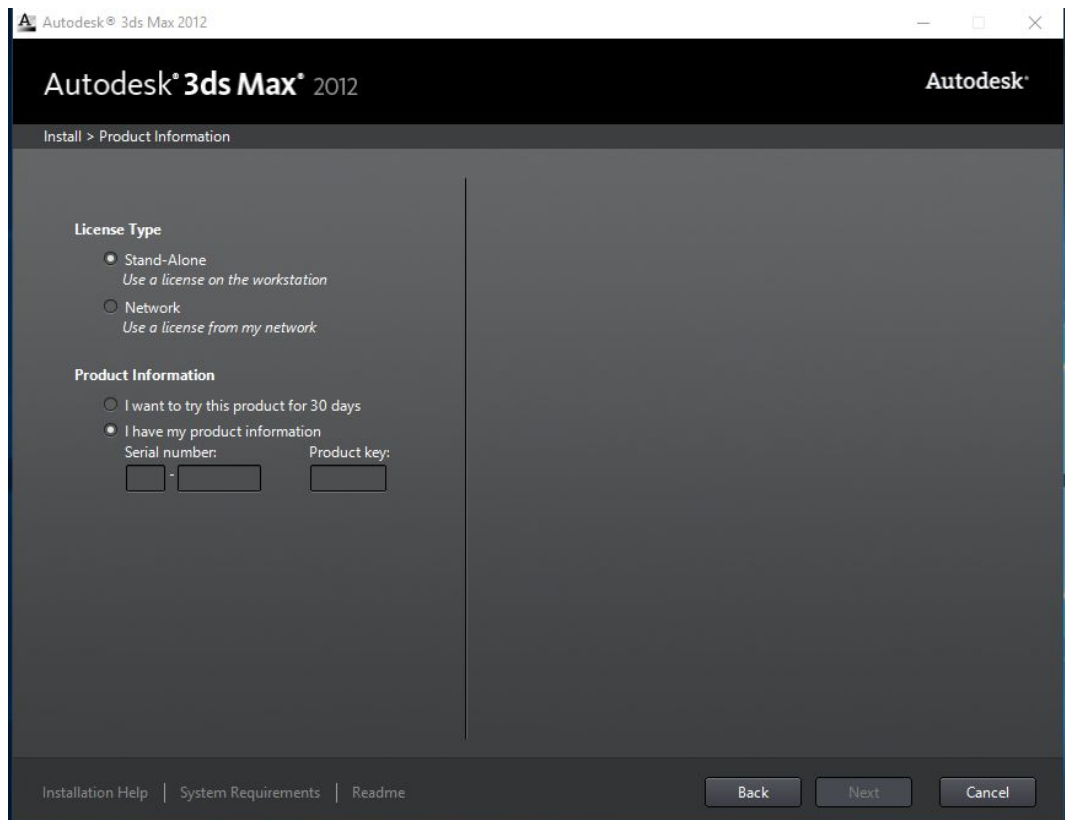 Autodesk® 3ds Max 2012
Autodesk® 3ds Max® 2012
Autodesk®
Install > Product Information
License Type
Stand-Alone
Use a license on the workstation
Network
Use a license from my network
Product Information
I want to try this product for 30 days
I have my product information
Serial number: Product key:
-
Installation Help | System Requirements | Readme
Back Next Cancel